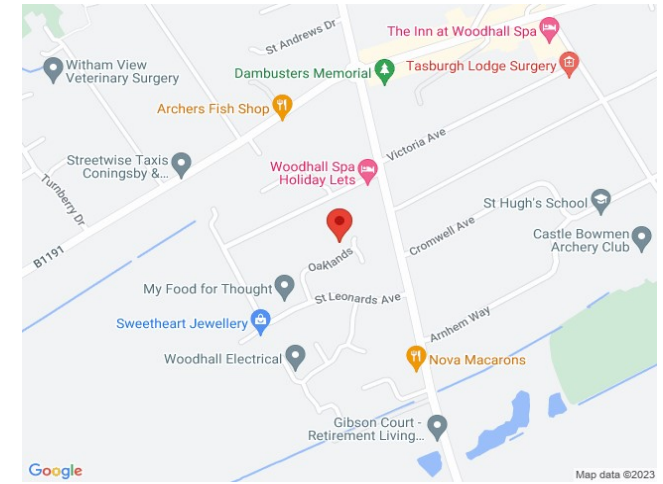 St Andrews Dr
The Inn at Woodhall Spa
Witham View
Veterinary Surgery
Dambusters Memorial
Tasburgh Lodge Surgery
Archers Fish Shop
Victoria Ave
Streetwise Taxis
Coningsby &...
Woodhall Spa
Holiday Lets
Turnberry Dr
St Hugh's School
Cromwell Ave
Castle Bowmen
Archery Club
B1191
Oaklands
My Food for Thought
St Leonards Ave
Sweetheart Jewellery
Arnhem Way
Woodhall Electrical
Nova Macarons
Gibson Court -
Retirement Living...
Google
Map data ©2023